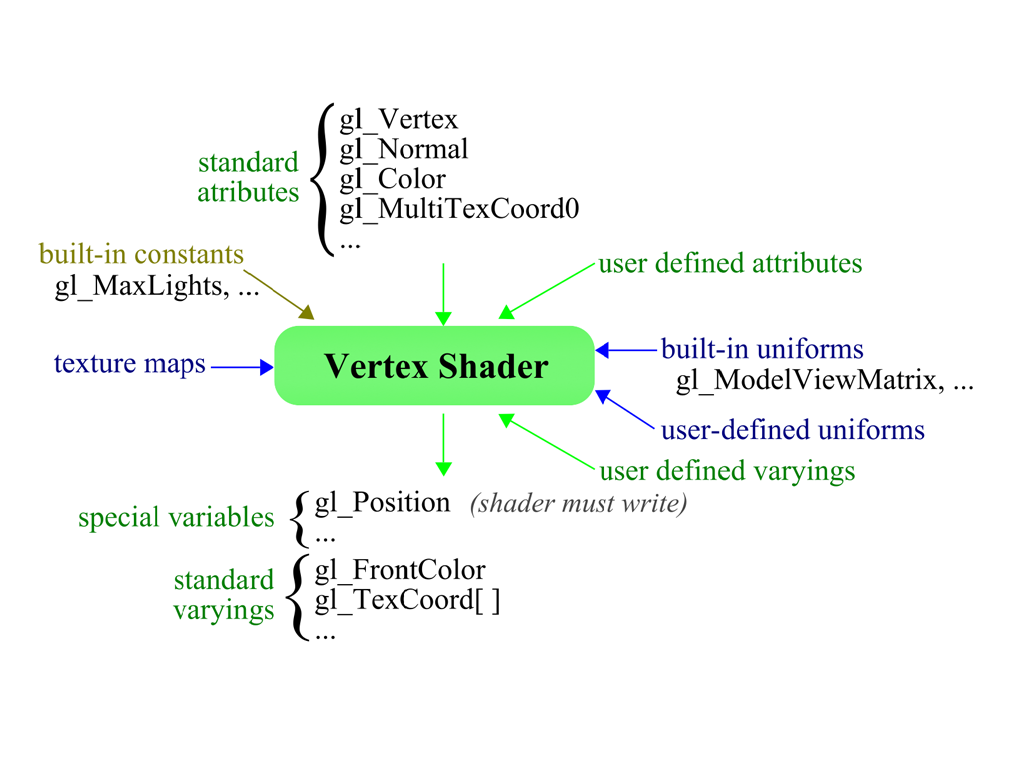 gl_Vertex
gl_Normal
gl_Color
gl_MultiTexCoord0
...
standard
atributes
built-in constants
gl_MaxLights, ...
user defined attributes
texture maps
Vertex Shader
built-in uniforms
gl_ModelViewMatrix, ...
user-defined uniforms
user defined varyings
special variables
gl_Position (shader must write)
...
standard
varyings
gl_FrontColor
gl_TexCoord[ ]
...